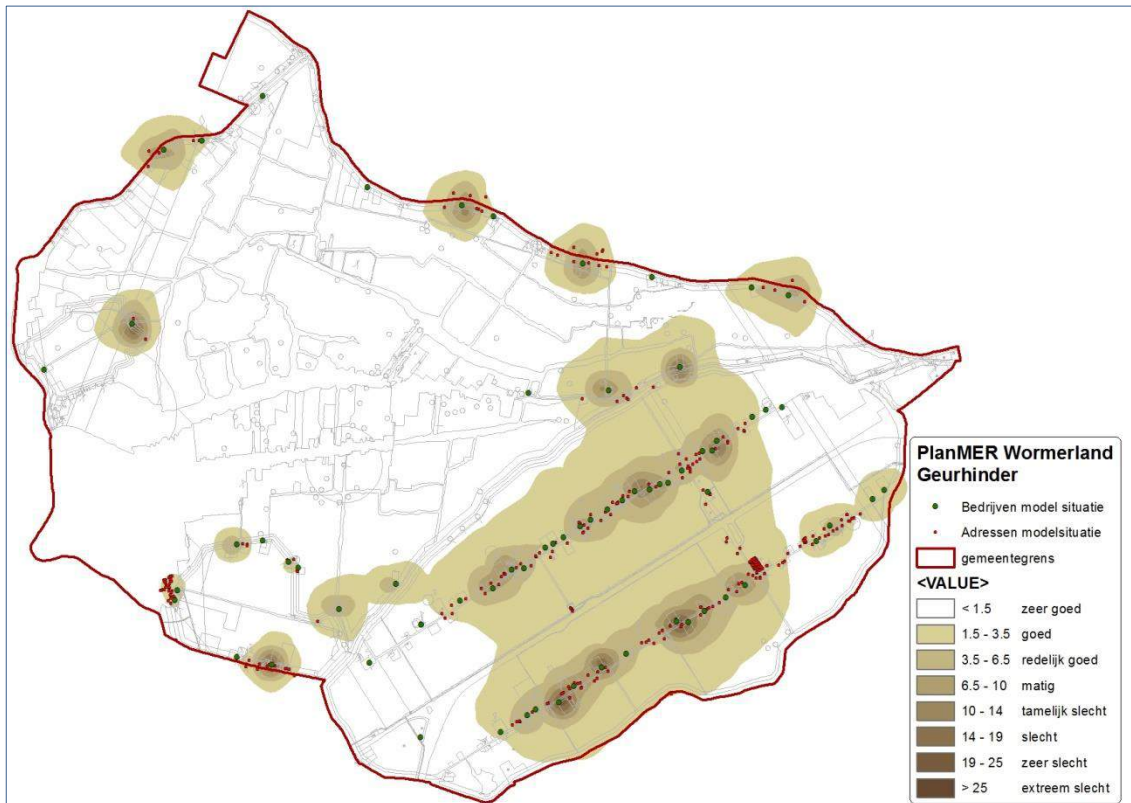 PlanMER Wormerland
Geurhinder
Bedrijven model situatie
Adressen modelsituatie
gemeentegrens
<VALUE>
< 1.5 zeer goed
1.5 - 3.5 goed
3.5 - 6.5 redelijk goed
6.5 - 10 matig
10 - 14 tamelijk slecht
14 - 19 slecht
19 - 25 zeer slecht
> 25 extreem slecht